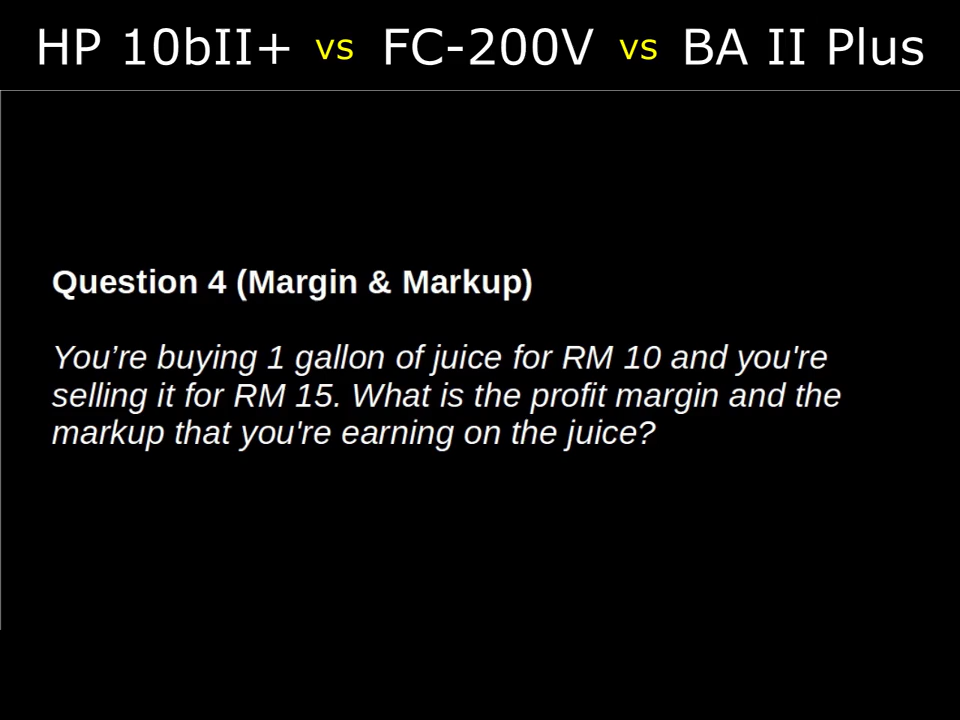 HP 10bII+ vs FC-200V vs BA II Plus
Question 4 (Margin & Markup)
You’re buying 1 gallon of juice for RM 10 and you're
selling it for RM 15. What is the profit margin and the
markup that you're earning on the juice?